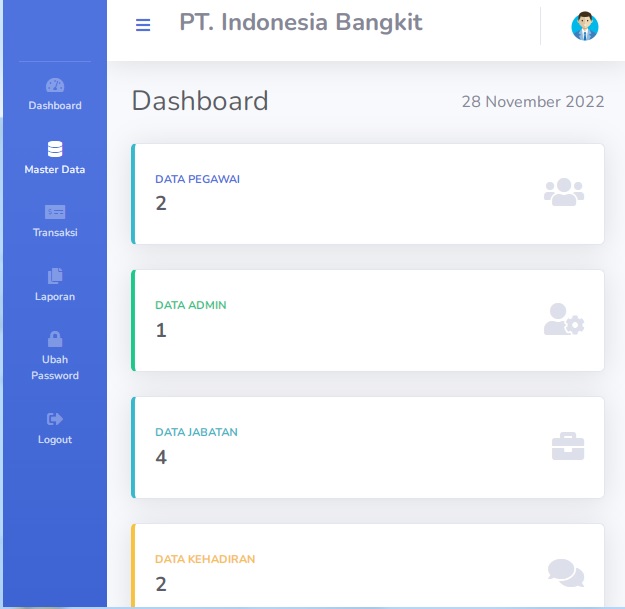 PT. Indonesia Bangkit
Dashboard
Master Data
Transaksi
Laporan
Ubah
Password
Logout
Dashboard
28 November 2022
DATA PEGAWAI
2
DATA ADMIN
1
DATA JABATAN
4
DATA KEHADIRAN
2